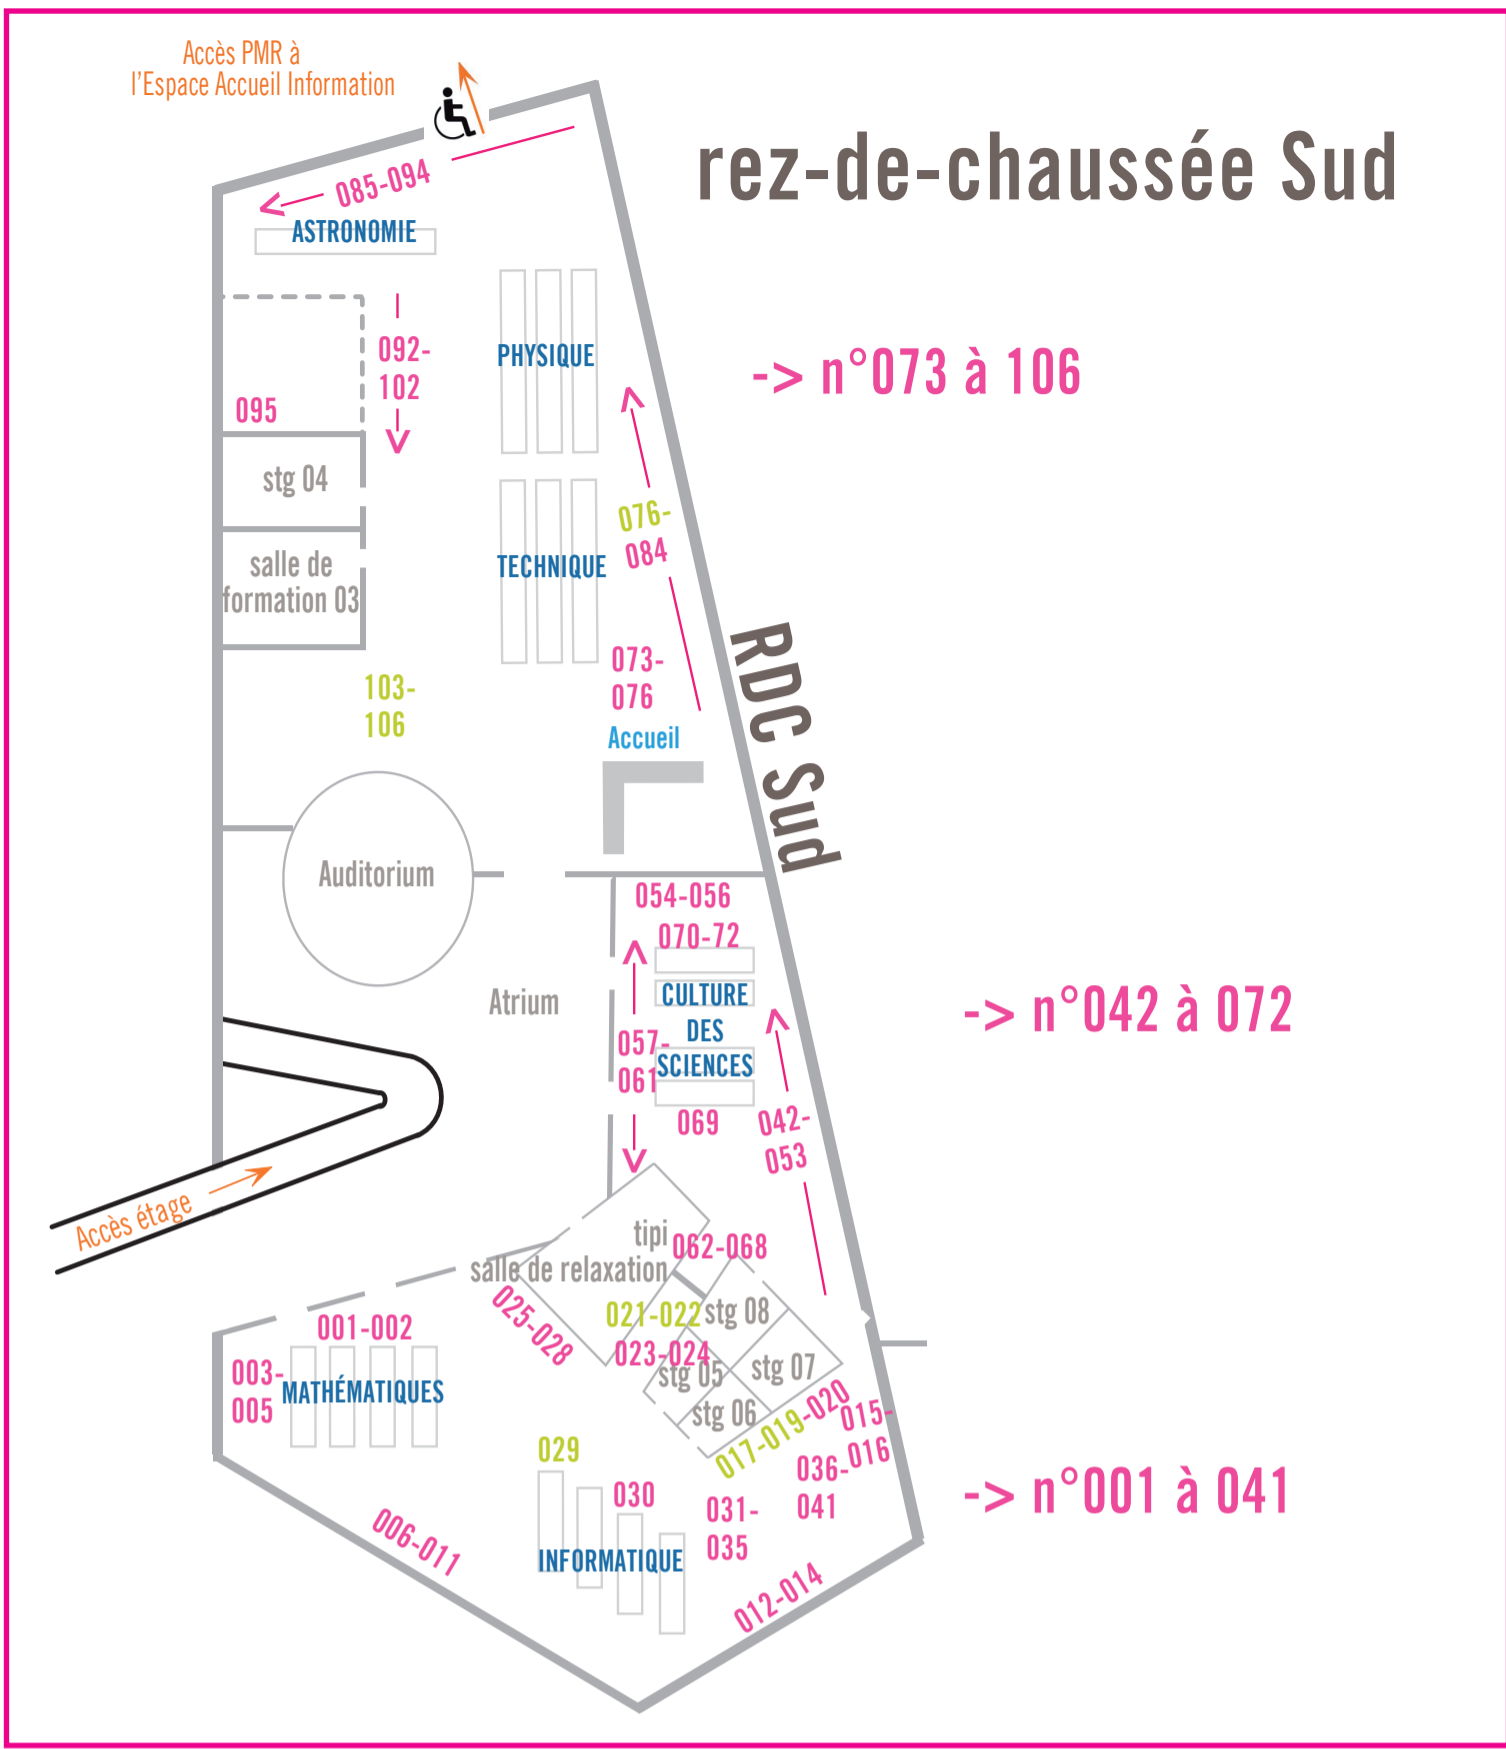 Accès PMR à
l'Espace Accueil Information
rez-de-chaussée Sud
085-094
ASTRONOMIE
092-
102
PHYSIQUE
-> n°073 à 106
095
stg 04
076-
084
salle de
formation 03
TECHNIQUE
073-
076
103-
106
Accueil
RDC Sud
Auditorium
054-056
070-72
Atrium
CULTURE
DES
SCIENCES
-> n°042 à 072
057-
061
069
042-
053
Accès étage
tipi
salle de relaxation
062-068
025-028
021-022
023-024
stg 08
stg 07
stg 05
stg 06
001-002
003-
005
MATHÉMATIQUES
017-019-020
015-
016
029
030
036-
041
031-
035
-> n°001 à 041
006-011
INFORMATIQUE
012-014